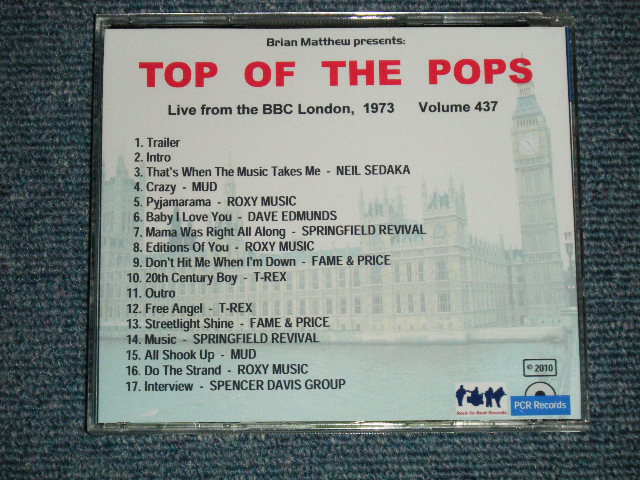 Brian Matthew presents:
TOP OF THE POPS
Live from the BBC London, 1973 Volume 437
1. Trailer
2. Intro
3. That's When The Music Takes Me - NEIL SEDAKA
4. Crazy - MUD
5. Pyjamarama - ROXY MUSIC
6. Baby I Love You - DAVE EDMUNDS
7. Mama Was Right All Along - SPRINGFIELD REVIVAL
8. Editions Of You - ROXY MUSIC
9. Don't Hit Me When I'm Down - FAME & PRICE
10. 20th Century Boy - T-REX
11. Outro
12. Free Angel - T-REX
13. Streetlight Shine - FAME & PRICE
14. Music - SPRINGFIELD REVIVAL
15. All Shook Up - MUD
16. Do The Strand - ROXY MUSIC
17. Interview - SPENCER DAVIS GROUP
© 2010
Rock-In-Beat-Records
PCR Records